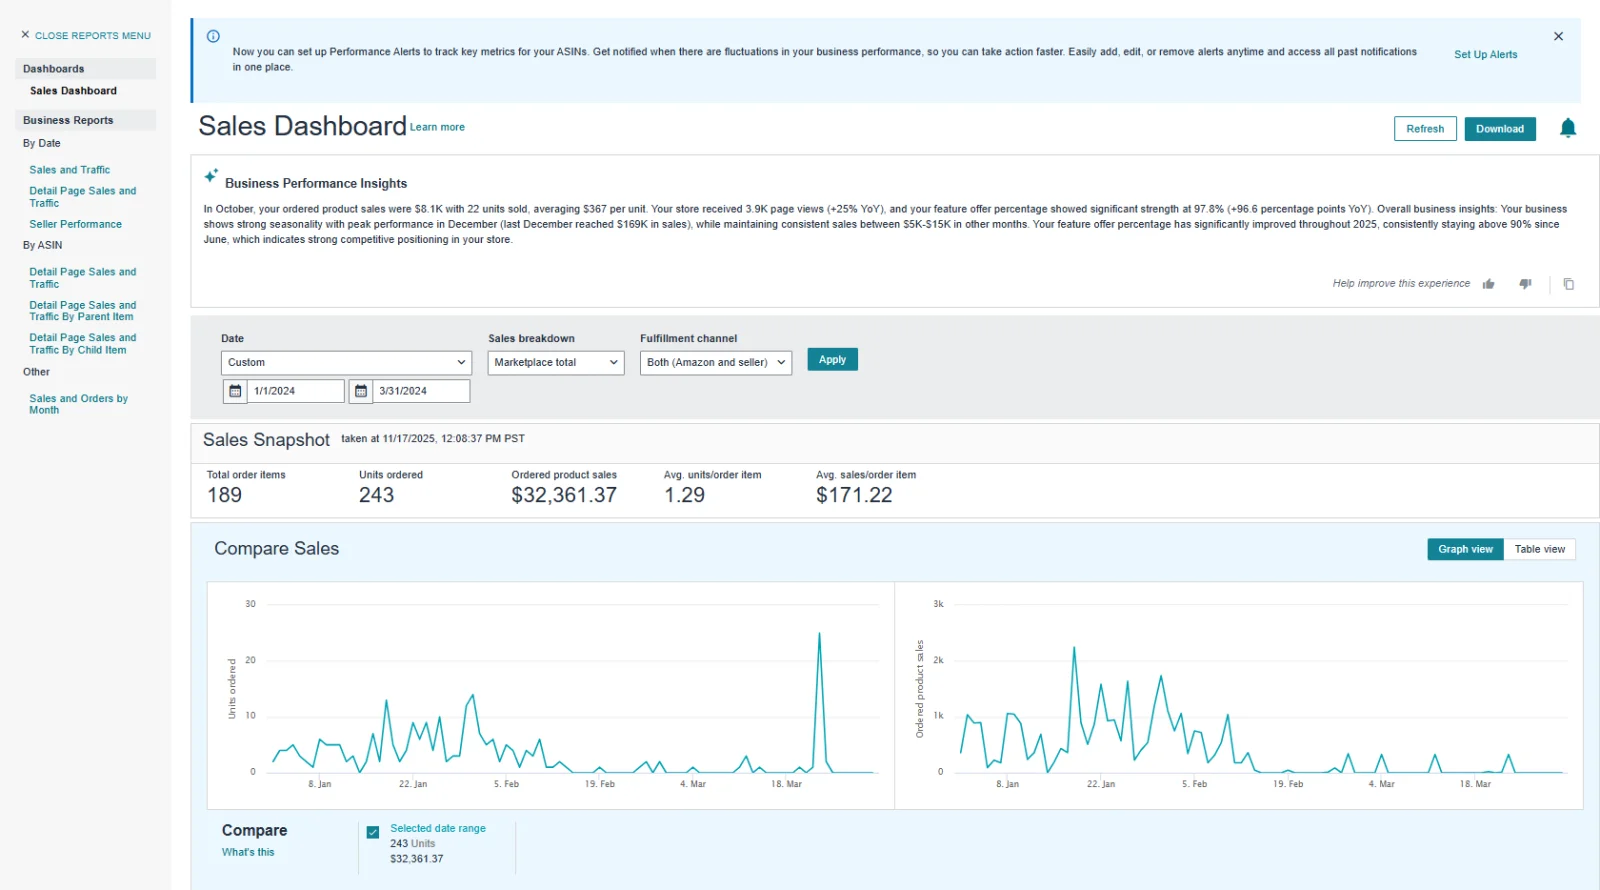 CLOSE REPORTS MENU
Dashboards
Sales Dashboard
Business Reports
By Date
Sales and Traffic
Detail Page Sales and
Traffic
Seller Performance
By ASIN
Detail Page Sales and
Traffic
Detail Page Sales and
Traffic By Parent Item
Detail Page Sales and
Traffic By Child Item
Other
Sales and Orders by
Month
Now you can set up Performance Alerts to track key metrics for your ASINs. Get notified when there are fluctuations in your business performance, so you can take action faster. Easily add, edit, or remove alerts anytime and access all past notifications
in one place.
Set Up Alerts
Sales Dashboard Learn more
Refresh
Download
Business Performance Insights
In October, your ordered product sales were $8.1K with 22 units sold, averaging $367 per unit. Your store received 3.9K page views (+25% YoY), and your feature offer percentage showed significant strength at 97.8% (+96.6 percentage points YoY). Overall business insights: Your business
shows strong seasonality with peak performance in December (last December reached $169K in sales), while maintaining consistent sales between $5K-$15K in other months. Your feature offer percentage has significantly improved throughout 2025, consistently staying above 90% since
June, which indicates strong competitive positioning in your store.
Help improve this experience
Date
Sales breakdown
Fulfillment channel
Custom
Marketplace total
Both (Amazon and seller)
Apply
1/1/2024
3/31/2024
Sales Snapshot taken at 11/17/2025, 12:08:37 PM PST
Total order items
Units ordered
Ordered product sales
Avg. units/order item
Avg. sales/order item
189
243
$32,361.37
1.29
$171.22
Compare Sales
Graph view
Table view
Units ordered
30
20
10
0
8. Jan
22. Jan
5. Feb
19. Feb
4. Mar
18. Mar
Ordered product sales
3k
2k
1k
0
8. Jan
22. Jan
5. Feb
19. Feb
4. Mar
18. Mar
Compare
What's this
Selected date range
243 Units
$32,361.37